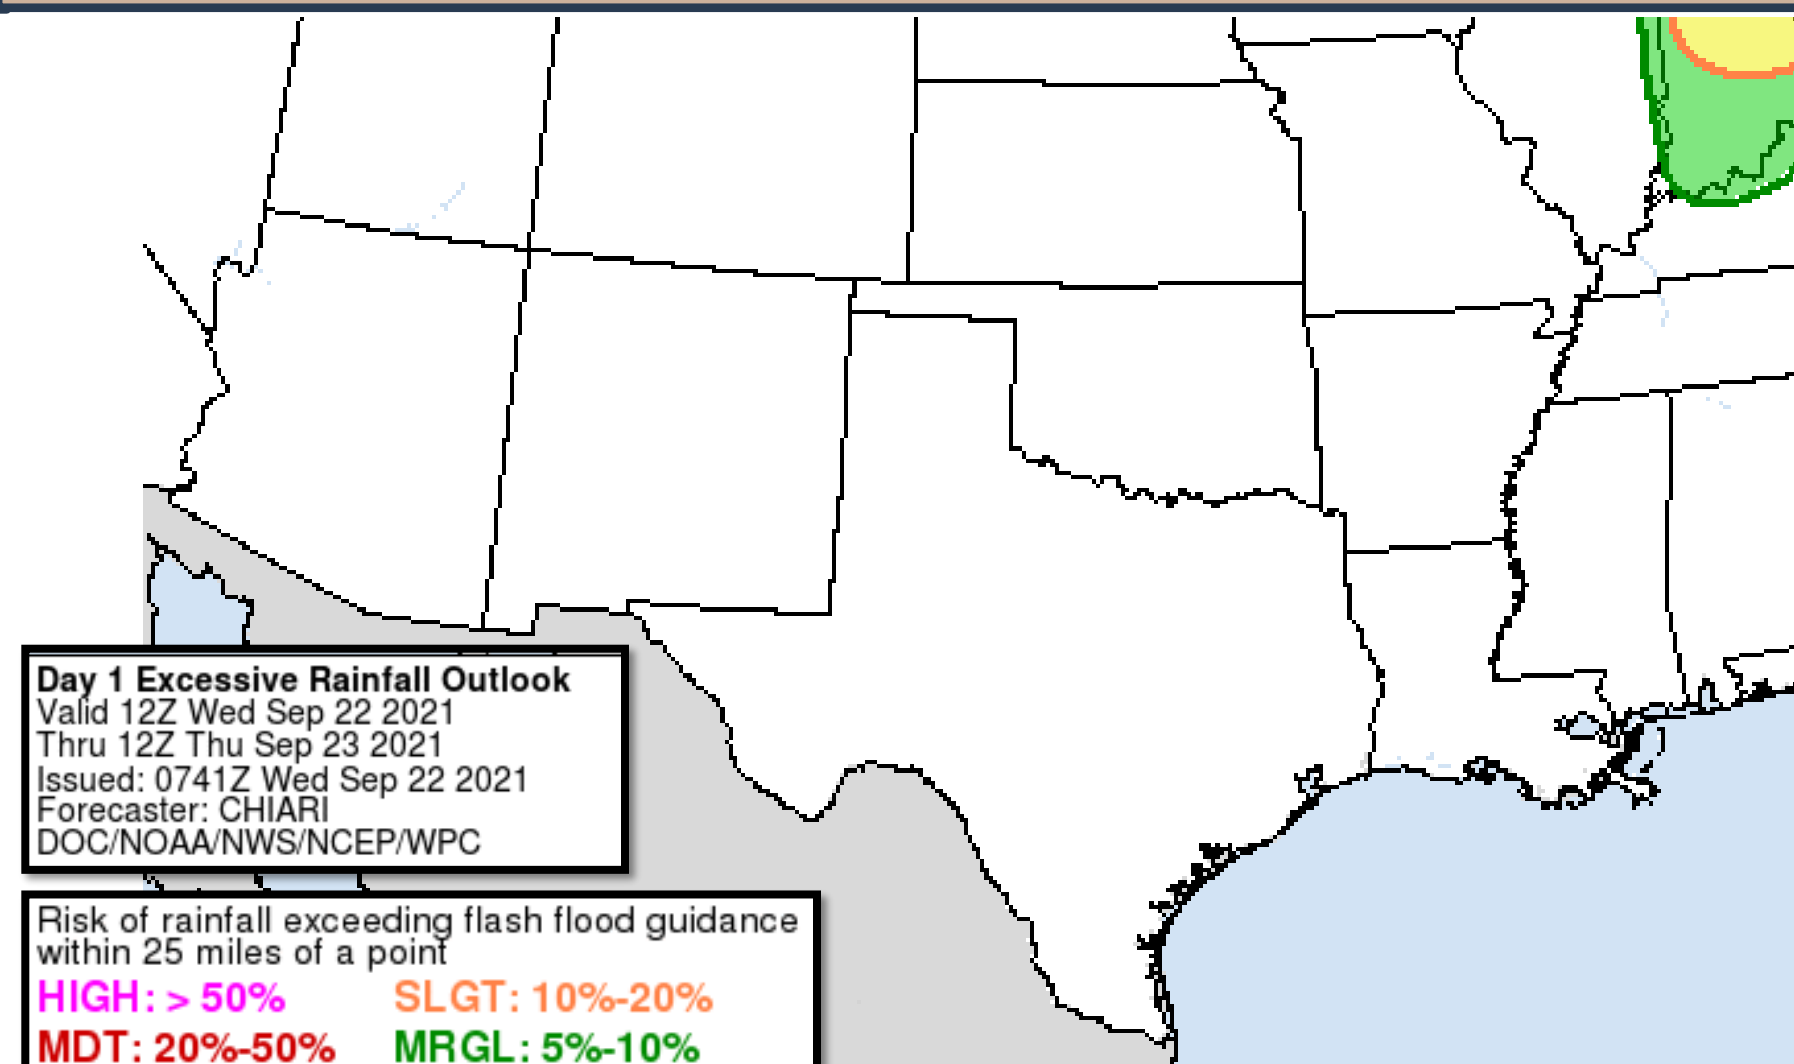 Day 1 Excessive Rainfall Outlook
Valid 12Z Wed Sep 22 2021
Thru 12Z Thu Sep 23 2021
Issued: 0741Z Wed Sep 22 2021
Forecaster: CHIARI
DOC/NOAA/NWS/NCEP/WPC
Risk of rainfall exceeding flash flood guidance
within 25 miles of a point
HIGH: > 50% SLGT: 10%-20%
MDT: 20%-50% MRGL: 5%-10%